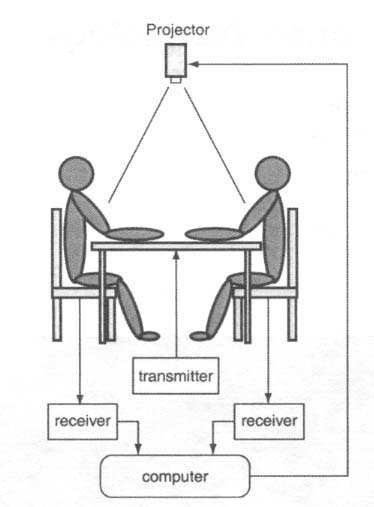 Projector
transmitter
receiver
receiver
computer